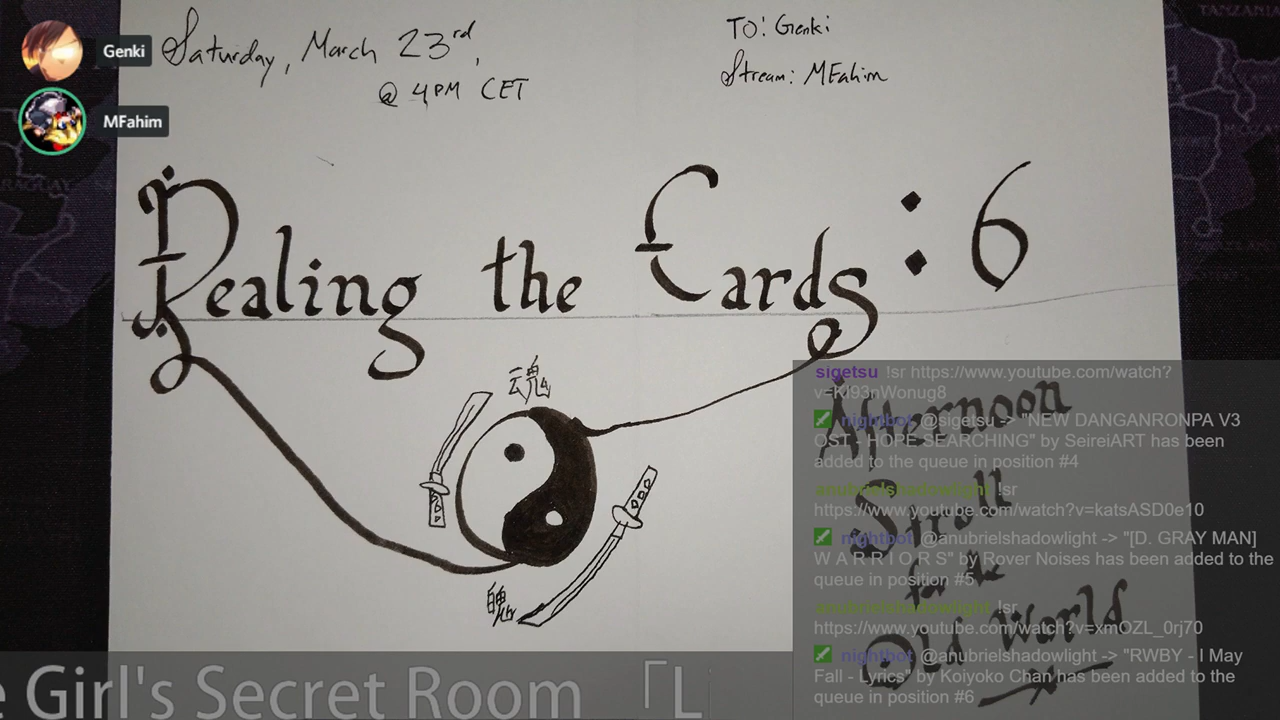 Genki
MFahim
Saturday, March 23rd,
@ 4PM CET
TO: Genki
Stream: MFahim
Dealing the Cards: 6
魂
魄
Afternoon
Stroll
for the
Old World
sigetsu !sr https://www.youtube.com/watch?
v=Kl93nWonug8
nightbot @sigetsu -> "NEW DANGANRONPA V3
OST - HOPE SEARCHING" by SeireiART has been
added to the queue in position #4
anubrielshadowlight !sr
https://www.youtube.com/watch?v=katsASD0e10
nightbot @anubrielshadowlight -> "[D. GRAY MAN]
W A R R I O R S" by Rover Noises has been added to the
queue in position #5
anubrielshadowlight !sr
https://www.youtube.com/watch?v=xmOZL_0rj70
nightbot @anubrielshadowlight -> "RWBY - I May
Fall - Lyrics" by Koiyoko Chan has been added to the
queue in position #6
e Girl's Secret Room 「L